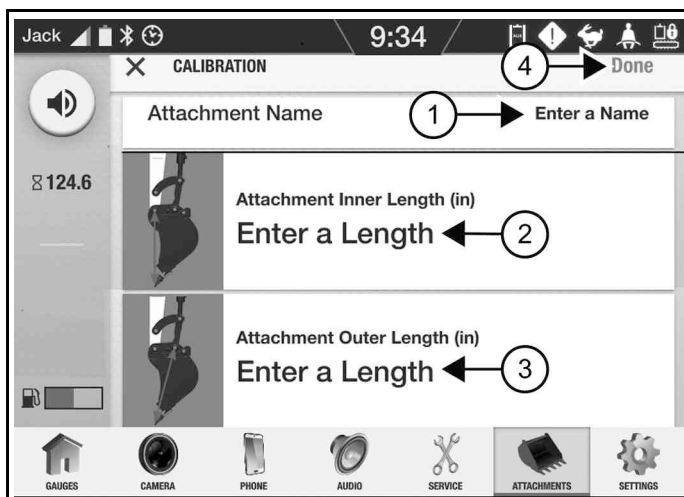 Jack 9:34
CALIBRATION 4 Done
Attachment Name 1 Enter a Name
124.6
Attachment Inner Length (in)
Enter a Length 2
Attachment Outer Length (in)
Enter a Length 3
GAUGES CAMERA PHONE AUDIO SERVICE ATTACHMENTS SETTINGS